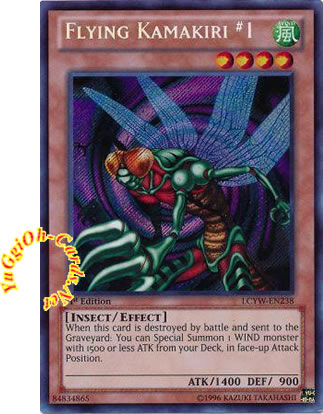 FLYING KAMAKIRI #1
WIND
風
YuGgiOh-Cards.Net
1st Edition
LCYW-EN238
[INSECT/EFFECT]
When this card is destroyed by battle and sent to the
Graveyard: You can Special Summon 1 WIND monster
with 1500 or less ATK from your Deck, in face-up Attack
Position.
ATK/1400 DEF/ 900
84834865
©1996 KAZUKI TAKAHASHI